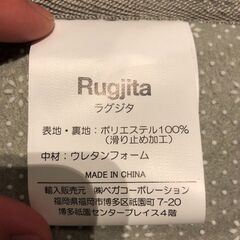 Rugjita
ラグジタ
表地・裏地：ポリエステル100%
（滑り止め加工）
中材：ウレタンフォーム
MADE IN CHINA
輸入販売元 ㈱ベガコーポレーション
福岡県福岡市博多区祇園町7-20
博多祇園センタープレイス4階